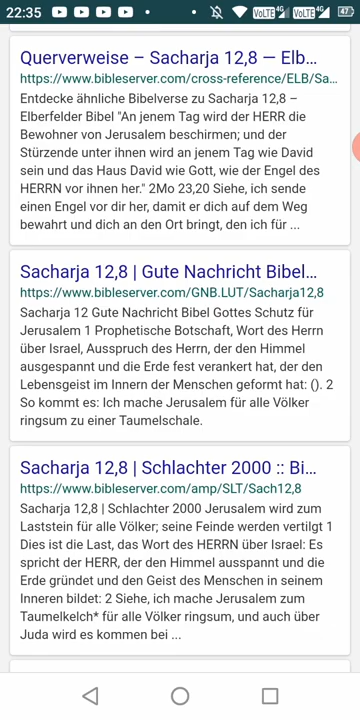 22:35
VoLTE 4G VoLTE 4G 47
Querverweise – Sacharja 12,8 — Elb...
https://www.bibleserver.com/cross-reference/ELB/Sa...
Entdecke ähnliche Bibelverse zu Sacharja 12,8 –
Elberfelder Bibel "An jenem Tag wird der HERR die
Bewohner von Jerusalem beschirmen; und der
Stürzende unter ihnen wird an jenem Tag wie David
sein und das Haus David wie Gott, wie der Engel des
HERRN vor ihnen her." 2Mo 23,20 Siehe, ich sende
einen Engel vor dir her, damit er dich auf dem Weg
bewahrt und dich an den Ort bringt, den ich für ...
Sacharja 12,8 | Gute Nachricht Bibel...
https://www.bibleserver.com/GNB.LUT/Sacharja12,8
Sacharja 12 Gute Nachricht Bibel Gottes Schutz für
Jerusalem 1 Prophetische Botschaft, Wort des Herrn
über Israel, Ausspruch des Herrn, der den Himmel
ausgespannt und die Erde fest verankert hat, der den
Lebensgeist im Innern der Menschen geformt hat: (). 2
So kommt es: Ich mache Jerusalem für alle Völker
ringsum zu einer Taumelschale.
Sacharja 12,8 | Schlachter 2000 :: Bi...
https://www.bibleserver.com/amp/SLT/Sach12,8
Sacharja 12,8 | Schlachter 2000 Jerusalem wird zum
Laststein für alle Völker; seine Feinde werden vertilgt 1
Dies ist die Last, das Wort des HERRN über Israel: Es
spricht der HERR, der den Himmel ausspannt und die
Erde gründet und den Geist des Menschen in seinem
Inneren bildet: 2 Siehe, ich mache Jerusalem zum
Taumelkelch* für alle Völker ringsum, und auch über
Juda wird es kommen bei ...